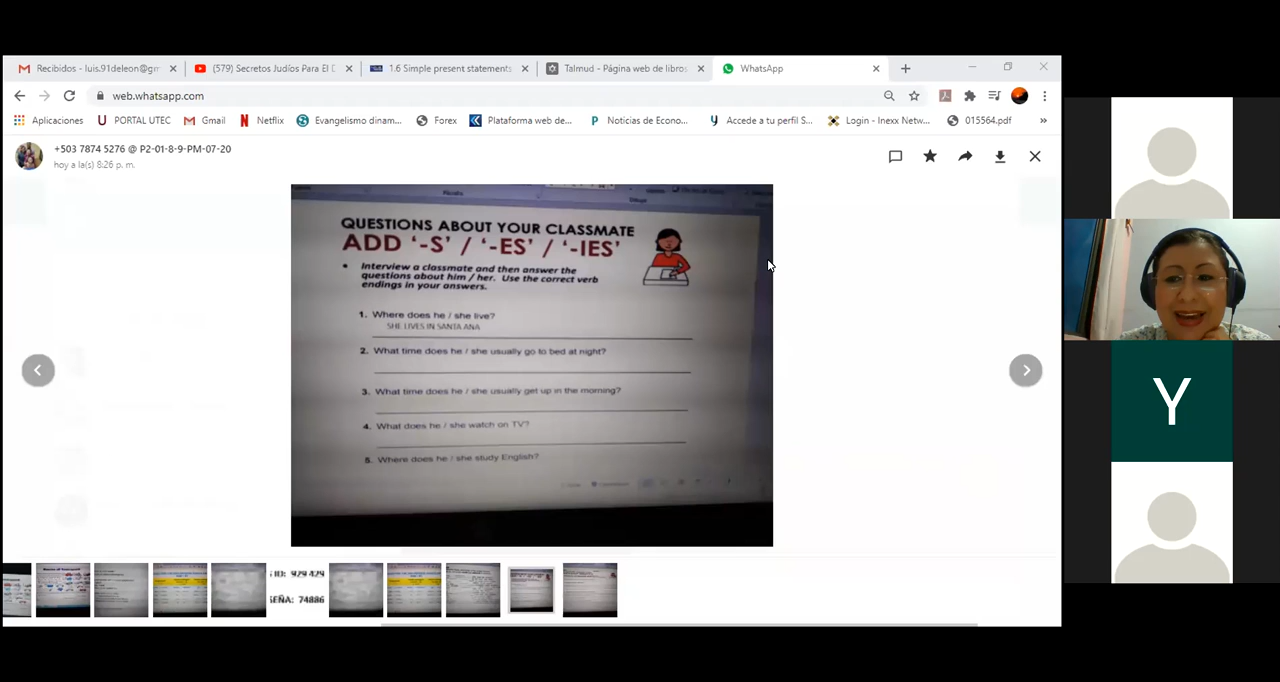 Recibidos - luis.91deleon@gm
(579) Secretos Judíos Para El D
1.6 Simple present statements
Talmud - Página web de libros
WhatsApp
web.whatsapp.com
Aplicaciones
PORTAL UTEC
Gmail
Netflix
Evangelismo dinam...
Forex
Plataforma web de...
Noticias de Econo...
Accede a tu perfil S...
Login - Inexx Netw...
015564.pdf
+503 7874 5276 @ P2-01-8-9-PM-07-20
hoy a la(s) 8:26 p. m.
QUESTIONS ABOUT YOUR CLASSMATE
ADD '-S' / '-ES' / '-IES'
• Interview a classmate and then answer the
questions about him / her. Use the correct verb
endings in your answers.
1. Where does he / she live?
SHE LIVES IN SANTA ANA
2. What time does he / she usually go to bed at night?
3. What time does he / she usually get up in the morning?
4. What does he / she watch on TV?
5. Where does he / she study English?
ID: 929 429
SEÑA: 74886
Y